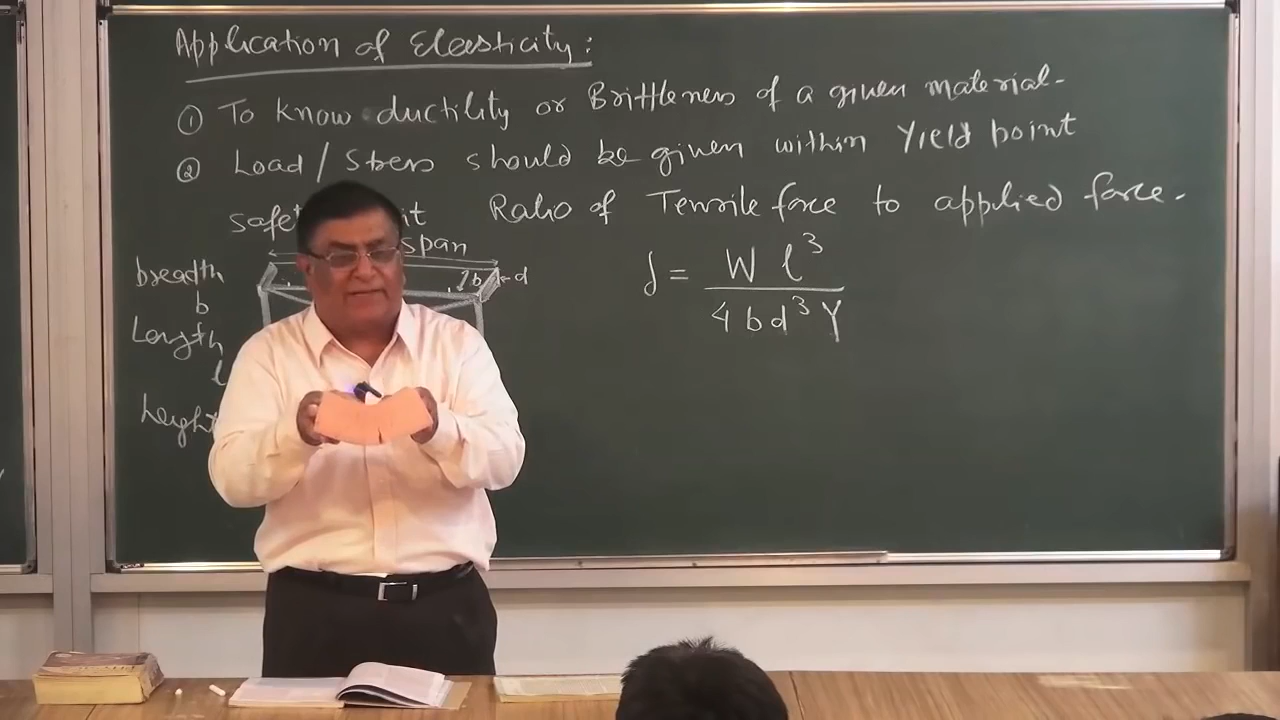 Application of Elasticity:
① To know ductility or Brittleness of a given material-
② Load/Stress should be given within Yield point
Ratio of Tensile force to applied force.
span
breadth
b
b d
Length
l
height
δ = W l³ / 4 b d³ Y